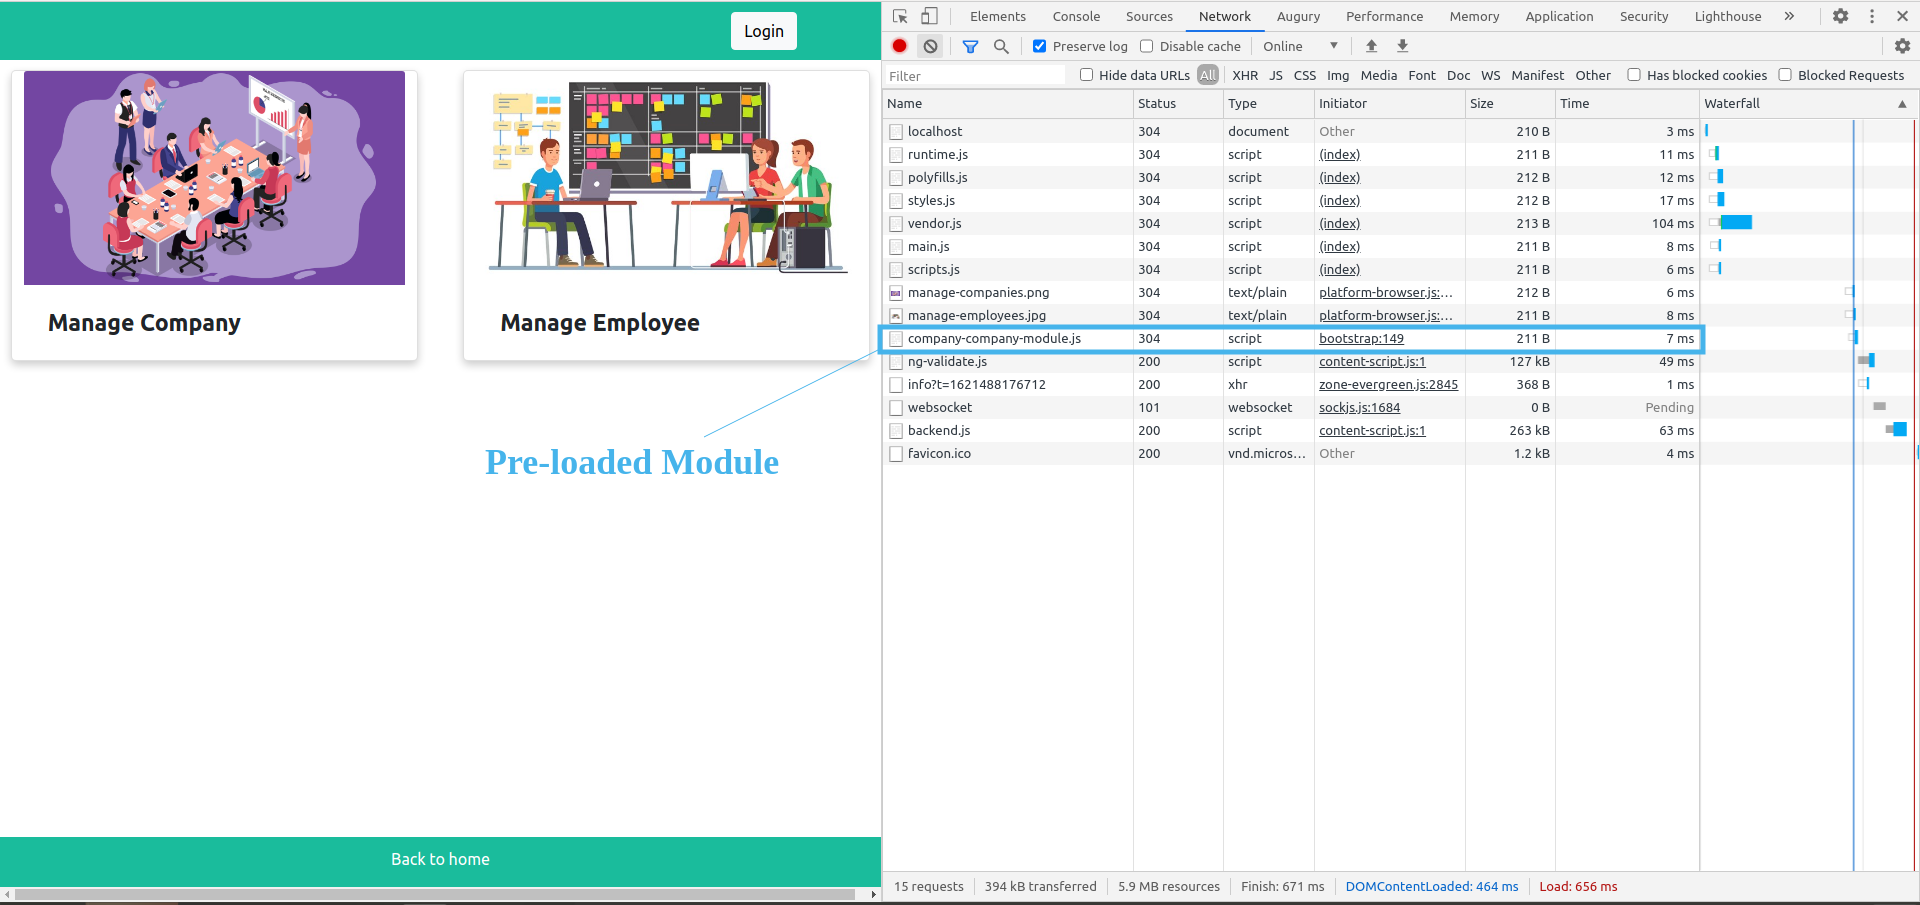 Login
Manage Company
Manage Employee
Pre-loaded Module
Back to home
Elements Console Sources Network Augury Performance Memory Application Security Lighthouse »
Preserve log Disable cache Online
Filter Hide data URLs All XHR JS CSS Img Media Font Doc WS Manifest Other Has blocked cookies Blocked Requests
Name Status Type Initiator Size Time Waterfall
localhost 304 document Other 210 B 3 ms
runtime.js 304 script (index) 211 B 11 ms
polyfills.js 304 script (index) 212 B 12 ms
styles.js 304 script (index) 212 B 17 ms
vendor.js 304 script (index) 213 B 104 ms
main.js 304 script (index) 211 B 8 ms
scripts.js 304 script (index) 211 B 6 ms
manage-companies.png 304 text/plain platform-browser.js:... 212 B 6 ms
manage-employees.jpg 304 text/plain platform-browser.js:... 211 B 8 ms
company-company-module.js 304 script bootstrap:149 211 B 7 ms
ng-validate.js 200 script content-script.js:1 127 kB 49 ms
info?t=1621488176712 200 xhr zone-evergreen.js:2845 368 B 1 ms
websocket 101 websocket sockjs.js:1684 0 B Pending
backend.js 200 script content-script.js:1 263 kB 63 ms
favicon.ico 200 vnd.micros... Other 1.2 kB 4 ms
15 requests 394 kB transferred 5.9 MB resources Finish: 671 ms DOMContentLoaded: 464 ms Load: 656 ms